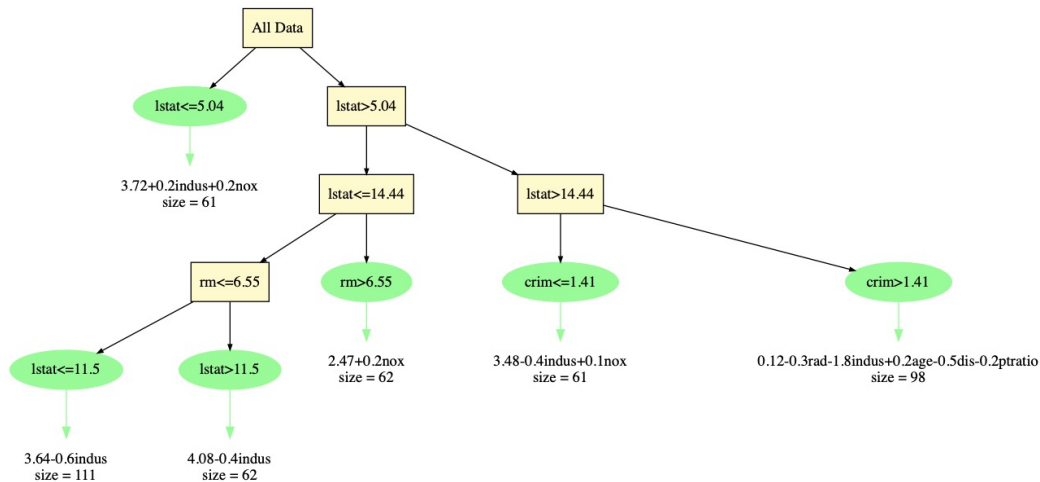 All Data
lstat<=5.04
lstat>5.04
3.72+0.2indus+0.2nox
size = 61
lstat<=14.44
lstat>14.44
rm<=6.55
rm>6.55
crim<=1.41
crim>1.41
2.47+0.2nox
size = 62
3.48-0.4indus+0.1nox
size = 61
0.12-0.3rad-1.8indus+0.2age-0.5dis-0.2ptratio
size = 98
lstat<=11.5
lstat>11.5
3.64-0.6indus
size = 111
4.08-0.4indus
size = 62